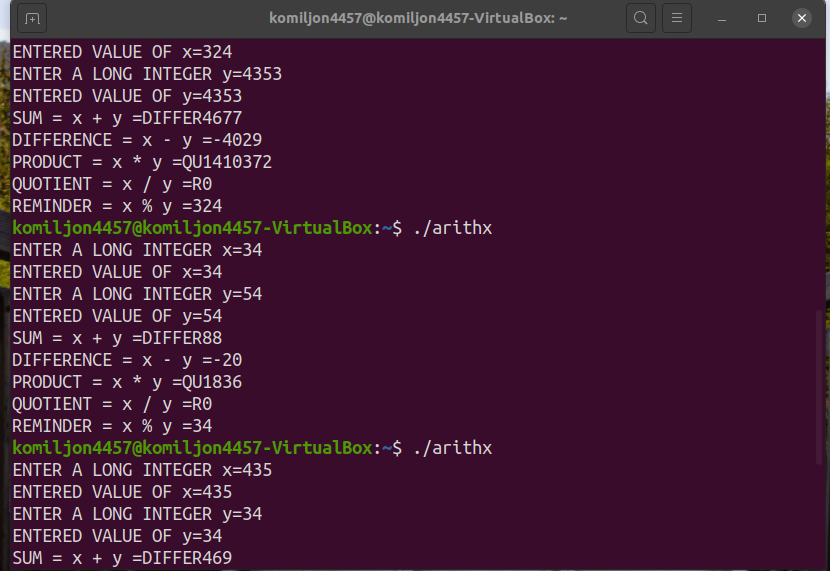 komiljon4457@komiljon4457-VirtualBox: ~
ENTERED VALUE OF x=324
ENTER A LONG INTEGER y=4353
ENTERED VALUE OF y=4353
SUM = x + y =DIFFER4677
DIFFERENCE = x - y =-4029
PRODUCT = x * y =QU1410372
QUOTIENT = x / y =R0
REMINDER = x % y =324
komiljon4457@komiljon4457-VirtualBox:~$ ./arithx
ENTER A LONG INTEGER x=34
ENTERED VALUE OF x=34
ENTER A LONG INTEGER y=54
ENTERED VALUE OF y=54
SUM = x + y =DIFFER88
DIFFERENCE = x - y =-20
PRODUCT = x * y =QU1836
QUOTIENT = x / y =R0
REMINDER = x % y =34
komiljon4457@komiljon4457-VirtualBox:~$ ./arithx
ENTER A LONG INTEGER x=435
ENTERED VALUE OF x=435
ENTER A LONG INTEGER y=34
ENTERED VALUE OF y=34
SUM = x + y =DIFFER469